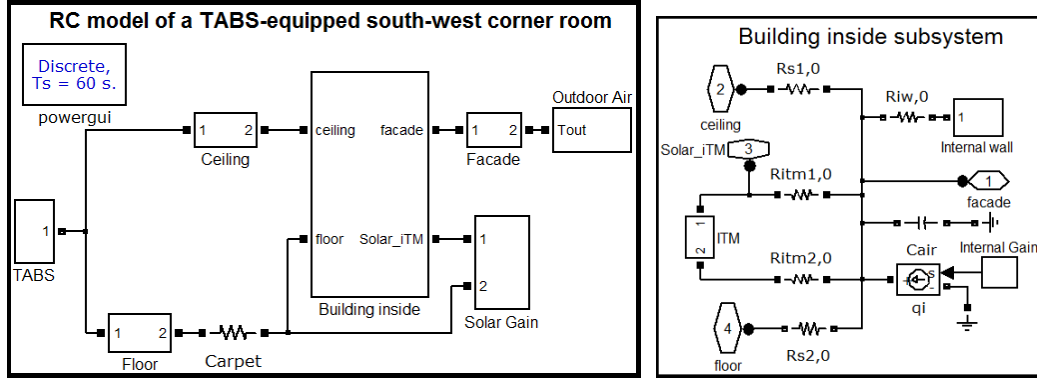 RC model of a TABS-equipped south-west corner room
Discrete,
Ts = 60 s.
powergui
1
TABS
1 2
Ceiling
ceiling facade
floor Solar_iTM
Building inside
1 2
Facade
Outdoor Air
Tout
1
2
Solar Gain
1 2
Floor
Carpet
Building inside subsystem
2
ceiling
Rs1,0
Riw,0
1
Internal wall
Solar_iTM
3
Ritm1,0
1
facade
1
2
ITM
Cair
Ritm2,0
Internal Gain
+
s
-
qi
4
floor
Rs2,0